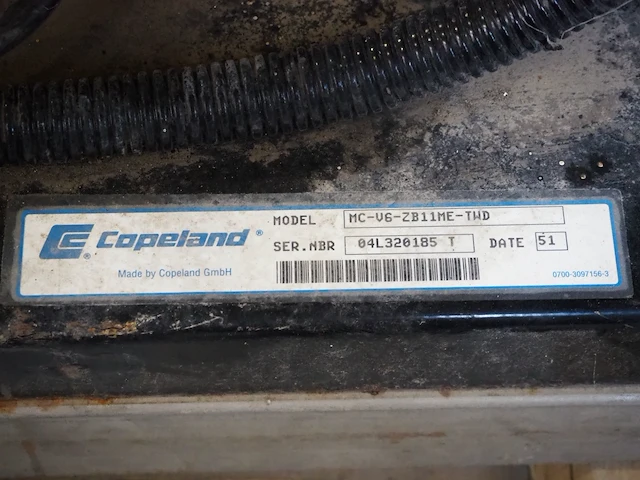 Copeland®
Made by Copeland GmbH
MODEL MC-V6-ZB11ME-TWD
SER.NBR 04L320185 T DATE 51
0700-3097156-3